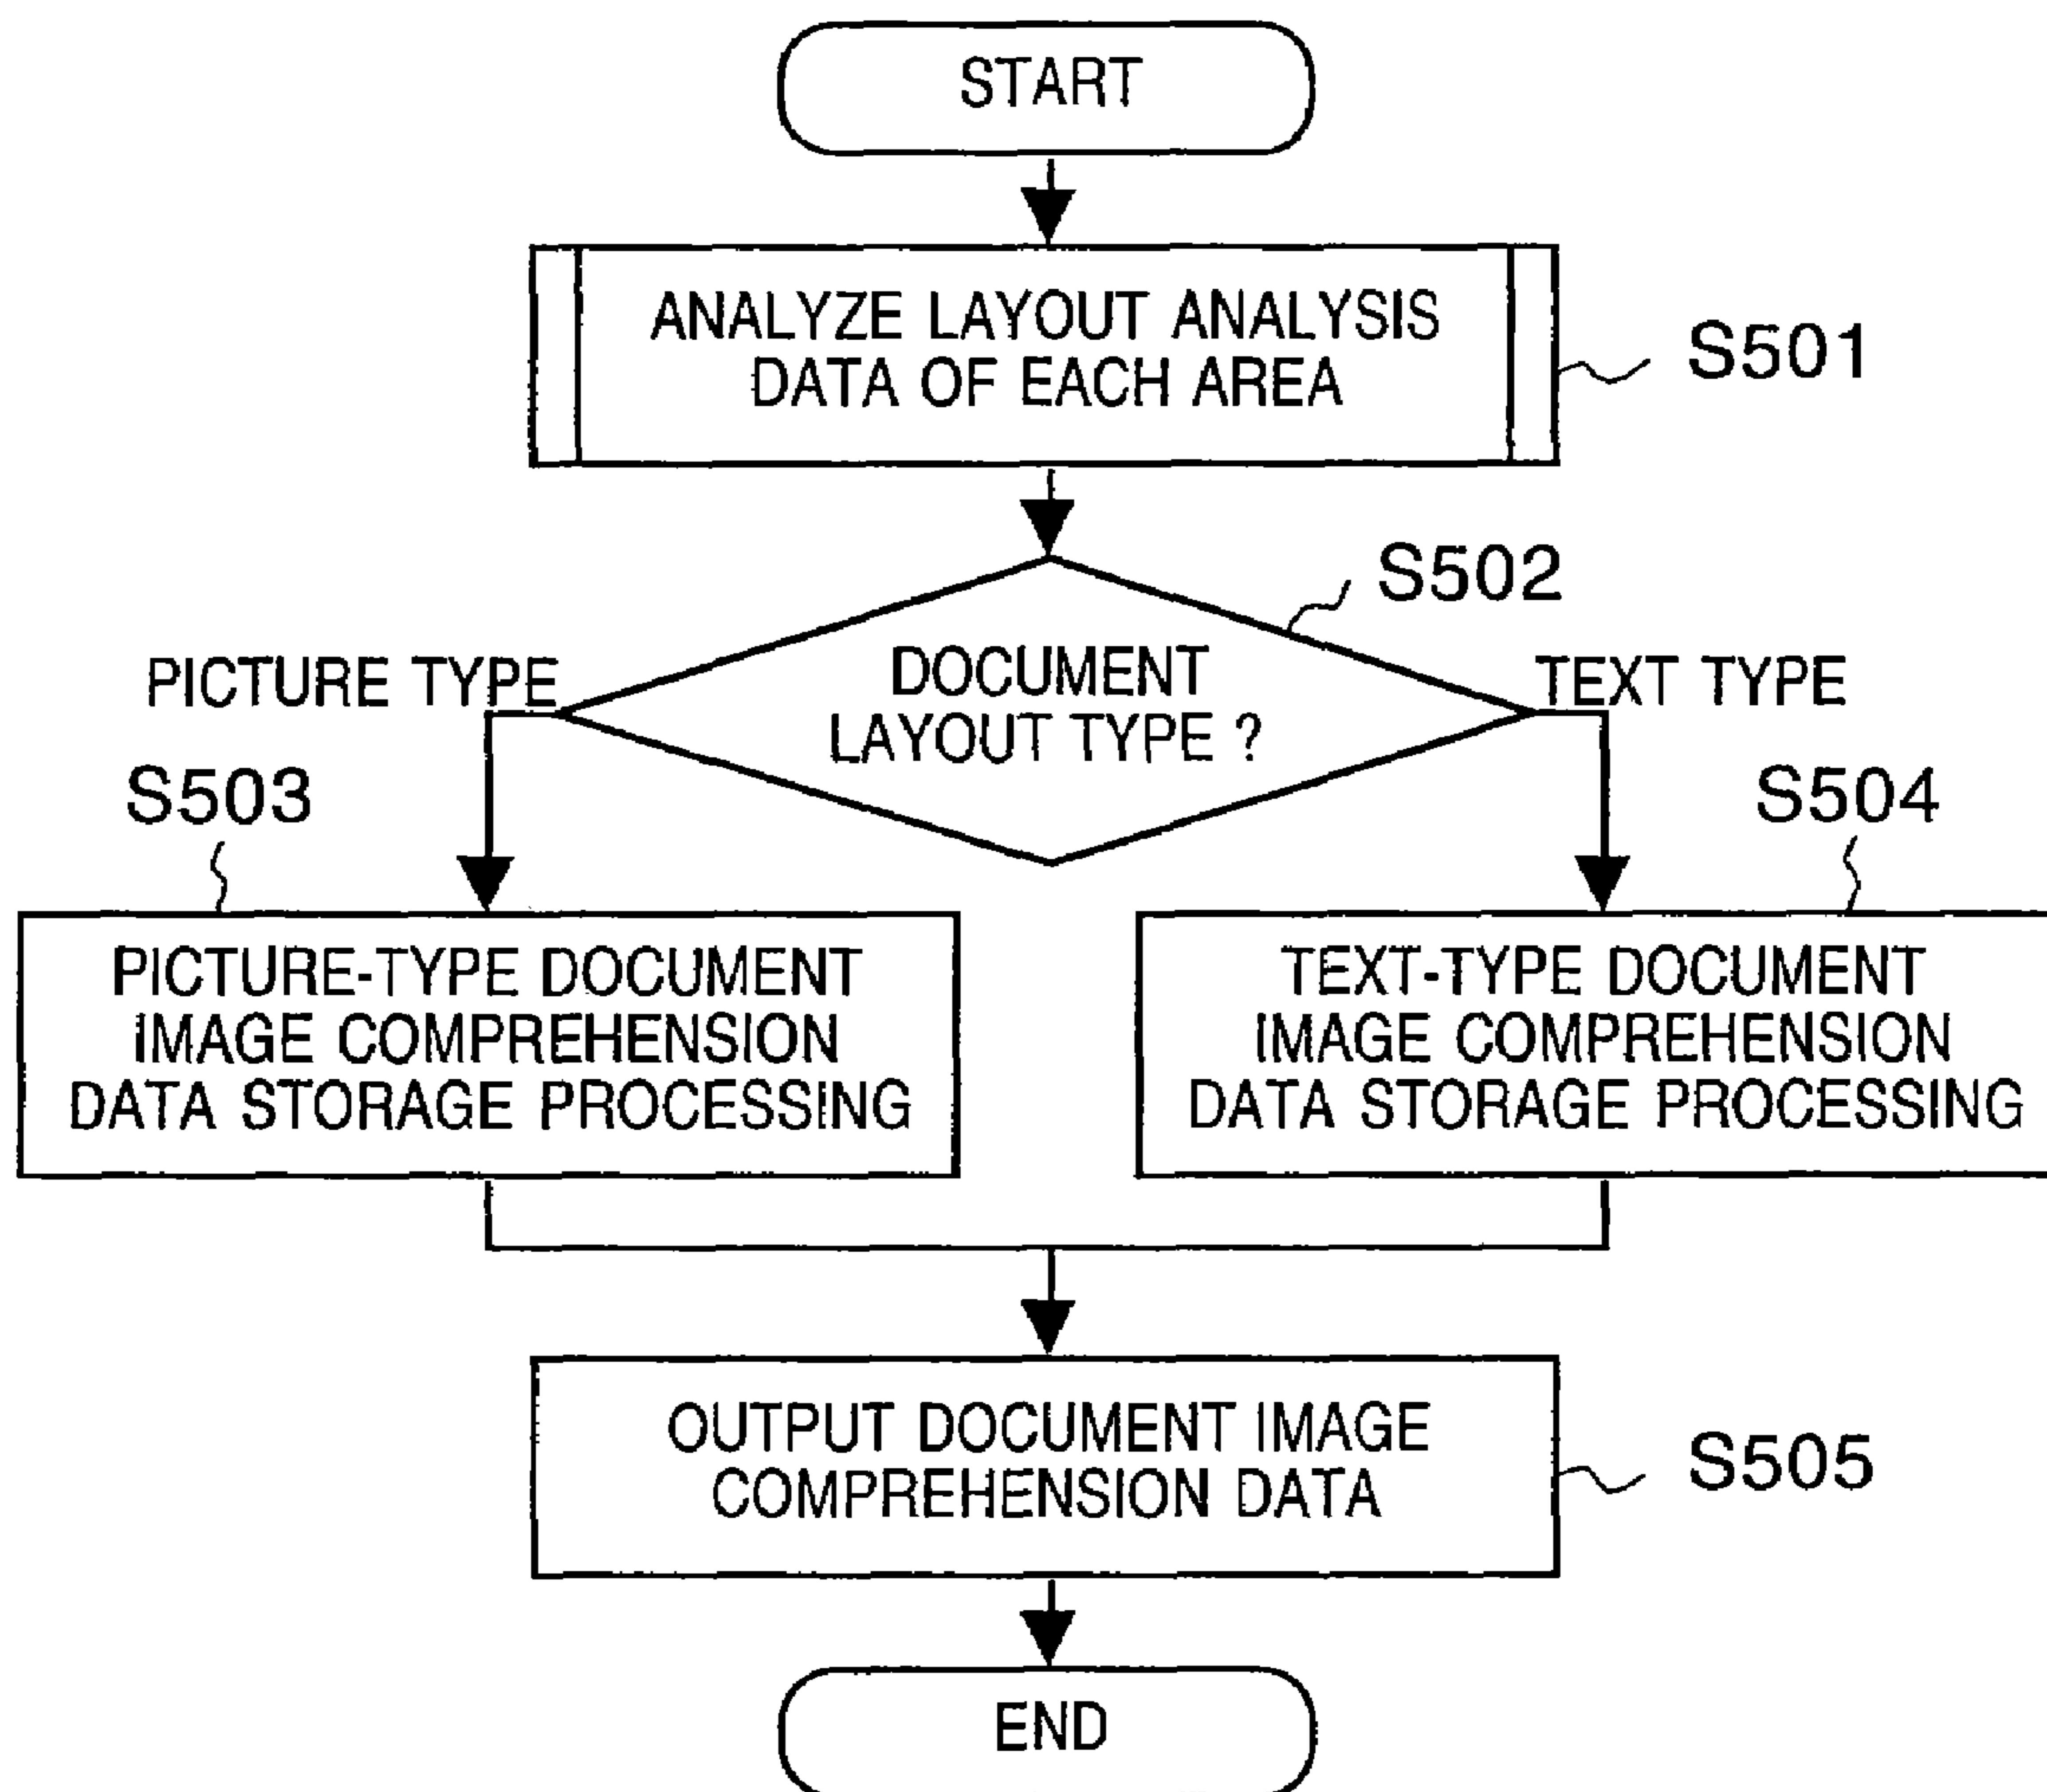 START
ANALYZE LAYOUT ANALYSIS
DATA OF EACH AREA
S501
S502
DOCUMENT
LAYOUT TYPE ?
PICTURE TYPE
TEXT TYPE
S503
S504
PICTURE-TYPE DOCUMENT
IMAGE COMPREHENSION
DATA STORAGE PROCESSING
TEXT-TYPE DOCUMENT
IMAGE COMPREHENSION
DATA STORAGE PROCESSING
OUTPUT DOCUMENT IMAGE
COMPREHENSION DATA
S505
END